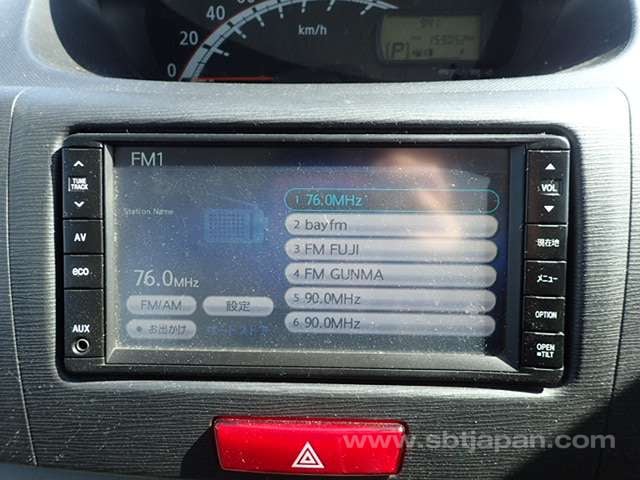 60
40
20
0
km/h
P
FM1
TUNE
TRACK
AV
eco
AUX
Station Name
76.0MHz
FM/AM
設定
お出かけ
1 76.0MHz
2 bayfm
3 FM FUJI
4 FM GUNMA
5 90.0MHz
6 90.0MHz
VOL
現在地
メニュー
OPTION
OPEN
TILT
www.sbtjapan.com